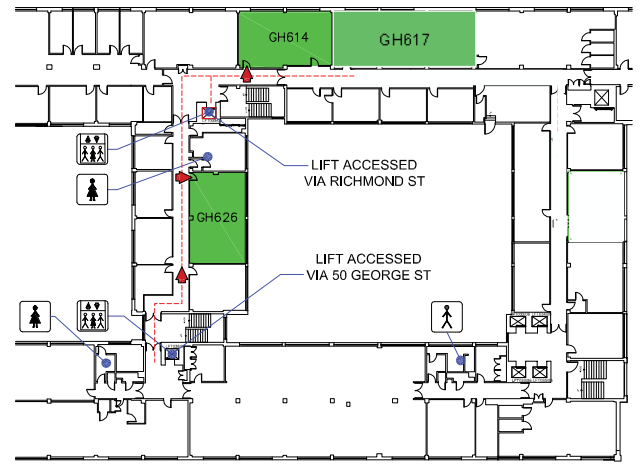 GH614
GH617
LIFT ACCESSED
VIA RICHMOND ST
GH626
LIFT ACCESSED
VIA 50 GEORGE ST